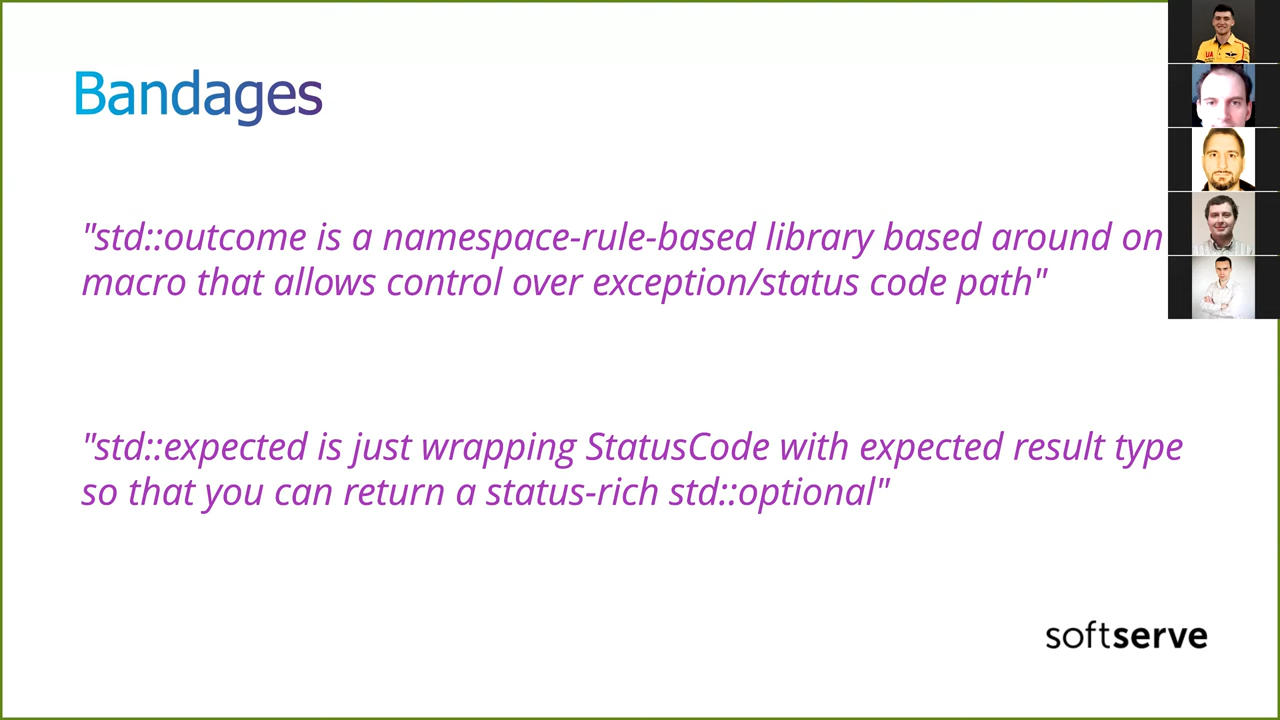 Bandages
"std::outcome is a namespace-rule-based library based around on
macro that allows control over exception/status code path"
"std::expected is just wrapping StatusCode with expected result type
so that you can return a status-rich std::optional"
softserve
UA